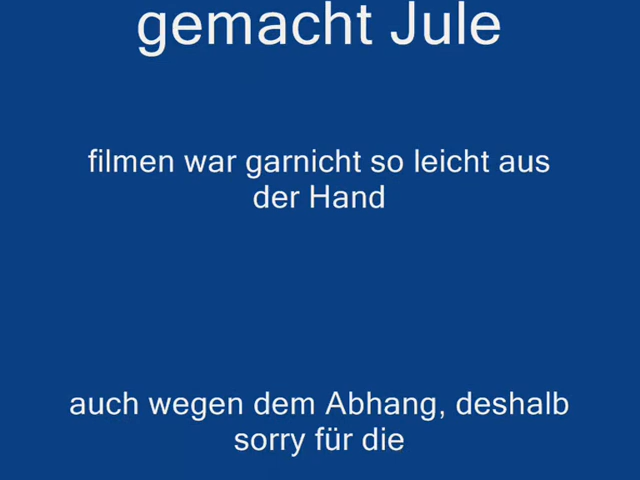 gemacht Jule
filmen war garnicht so leicht aus
der Hand
auch wegen dem Abhang, deshalb
sorry für die